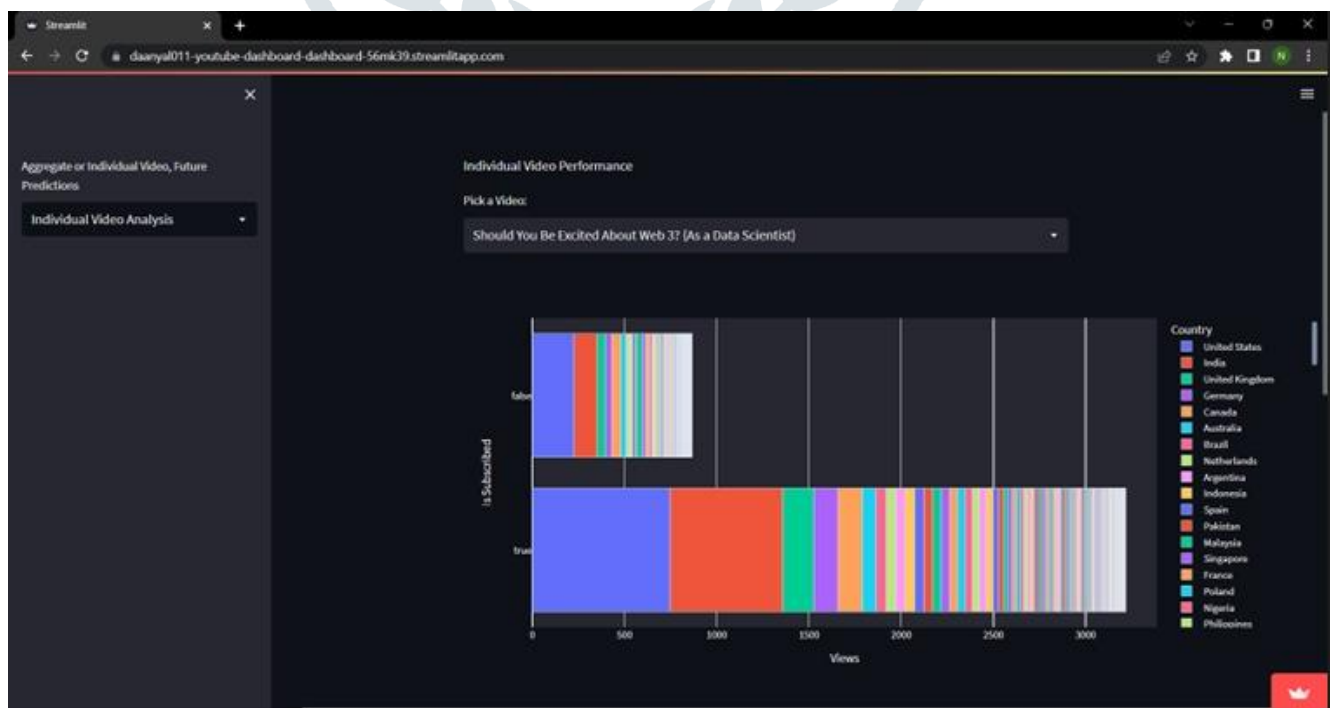 Streamlit
daanyal011-youtube-dashboard-dashboard-56mk39.streamlitapp.com
N
Aggregate or Individual Video, Future
Predictions
Individual Video Analysis
Individual Video Performance
Pick a Video:
Should You Be Excited About Web 3? (As a Data Scientist)
Is Subscribed
false
true
0 500 1000 1500 2000 2500 3000
Views
Country
United States
India
United Kingdom
Germany
Canada
Australia
Brazil
Netherlands
Argentina
Indonesia
Spain
Pakistan
Malaysia
Singapore
France
Poland
Nigeria
Philippines